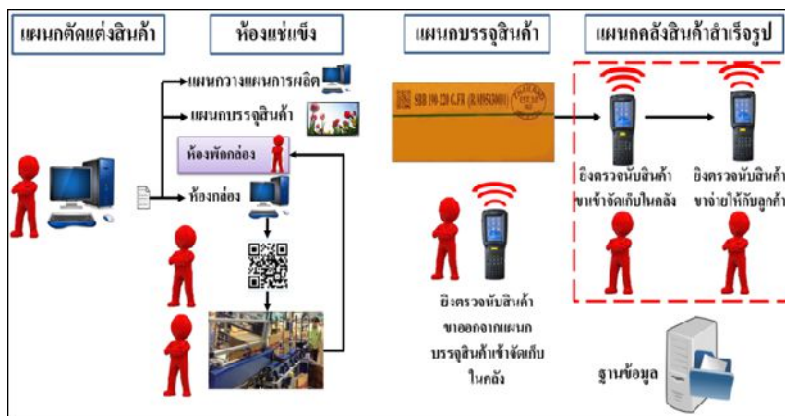 แผนกตัดแต่งสินค้า
ห้องแช่แข็ง
แผนกบรรจุสินค้า
แผนกคลังสินค้าสำเร็จรูป
แผนกวางแผนการผลิต
แผนกบรรจุสินค้า
ห้องพักกล่อง
ห้องกล่อง
ยิงตรวจนับสินค้า
ขาออกจากแผนก
บรรจุสินค้าเข้าจัดเก็บ
ในคลัง
ยิงตรวจนับสินค้า
ขาเข้าจัดเก็บในคลัง
ยิงตรวจนับสินค้า
ขาจ่ายให้กับลูกค้า
ฐานข้อมูล